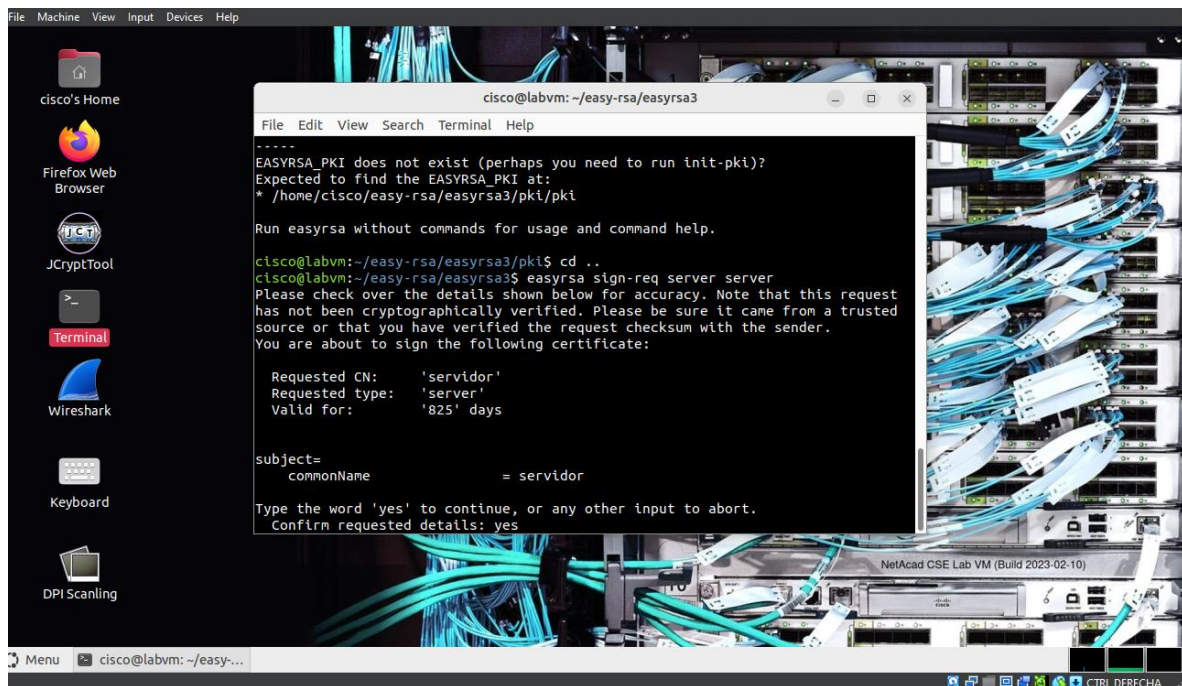 File Machine View Input Devices Help
cisco's Home
Firefox Web
Browser
JCT
JCryptTool
Terminal
Wireshark
Keyboard
DPI Scanling
cisco@labvm: ~/easy-rsa/easyrsa3
File Edit View Search Terminal Help
-----
EASYRSA_PKI does not exist (perhaps you need to run init-pki)?
Expected to find the EASYRSA_PKI at:
* /home/cisco/easy-rsa/easyrsa3/pki/pki
Run easyrsa without commands for usage and command help.
cisco@labvm:~/easy-rsa/easyrsa3/pki$ cd ..
cisco@labvm:~/easy-rsa/easyrsa3$ easyrsa sign-req server server
Please check over the details shown below for accuracy. Note that this request
has not been cryptographically verified. Please be sure it came from a trusted
source or that you have verified the request checksum with the sender.
You are about to sign the following certificate:
Requested CN: 'servidor'
Requested type: 'server'
Valid for: '825' days
subject=
commonName = servidor
Type the word 'yes' to continue, or any other input to abort.
Confirm requested details: yes
NetAcad CSE Lab VM (Build 2023-02-10)
cisco
Menu cisco@labvm: ~/easy-...
CTRL DERECHA